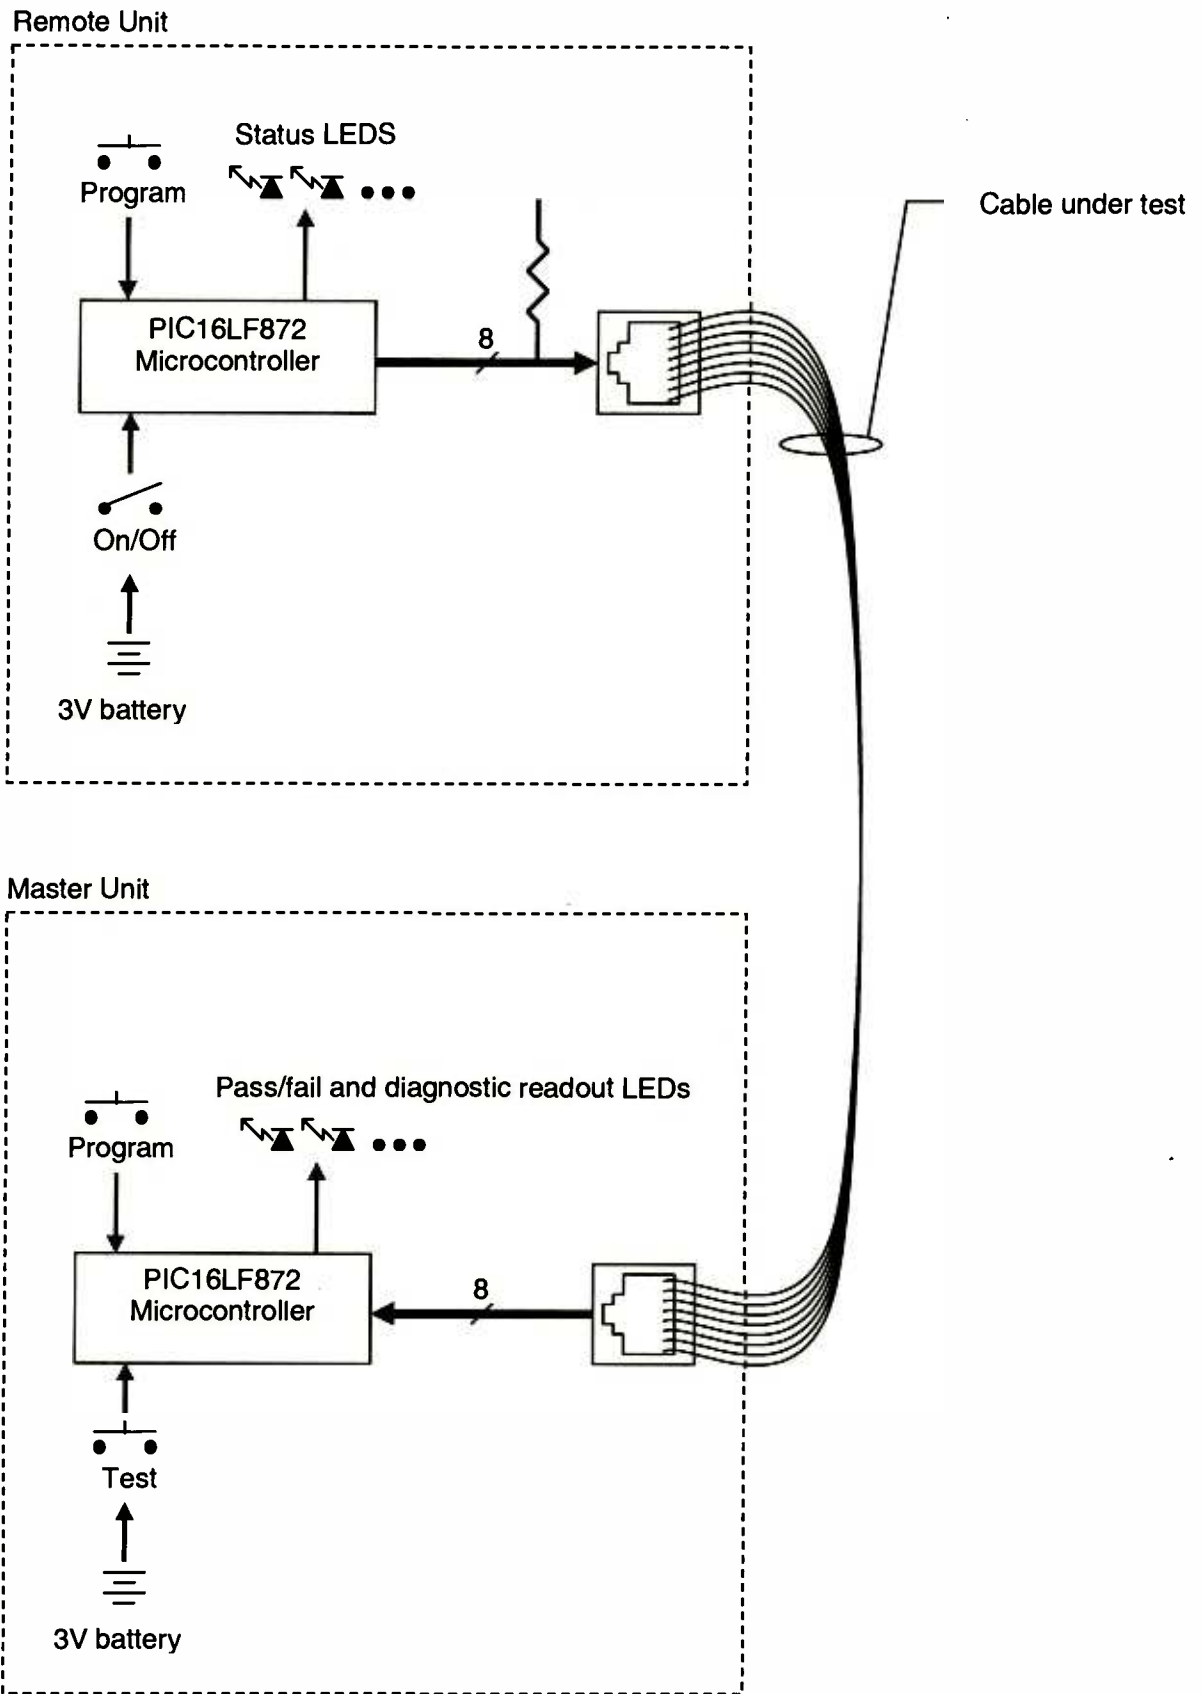 Remote Unit
Status LEDS
Program
Cable under test
PIC16LF872
Microcontroller
8
On/Off
3V battery
Master Unit
Pass/fail and diagnostic readout LEDs
Program
PIC16LF872
Microcontroller
8
Test
3V battery